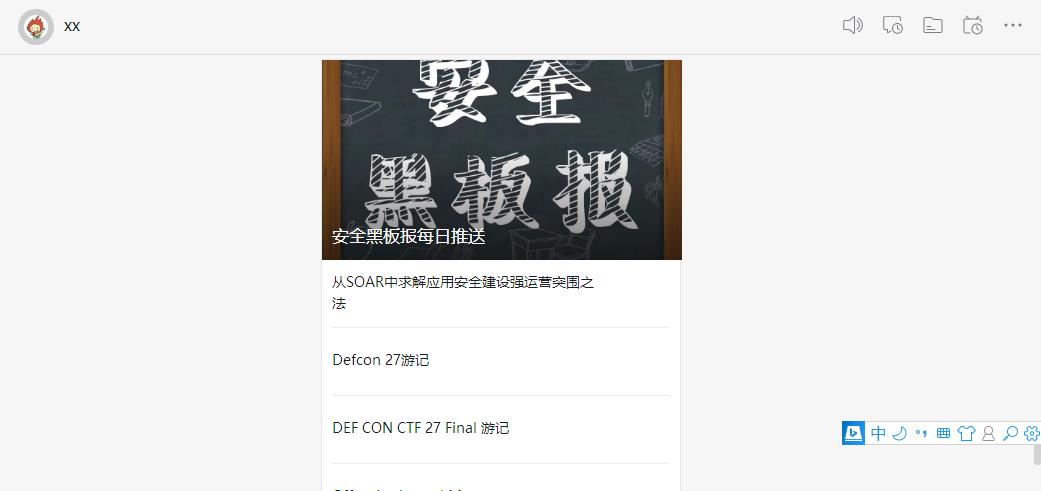 xx
安全
黑板报
安全黑板报每日推送
从SOAR中求解应用安全建设强运营突围之
法
Defcon 27游记
DEF CON CTF 27 Final 游记
中